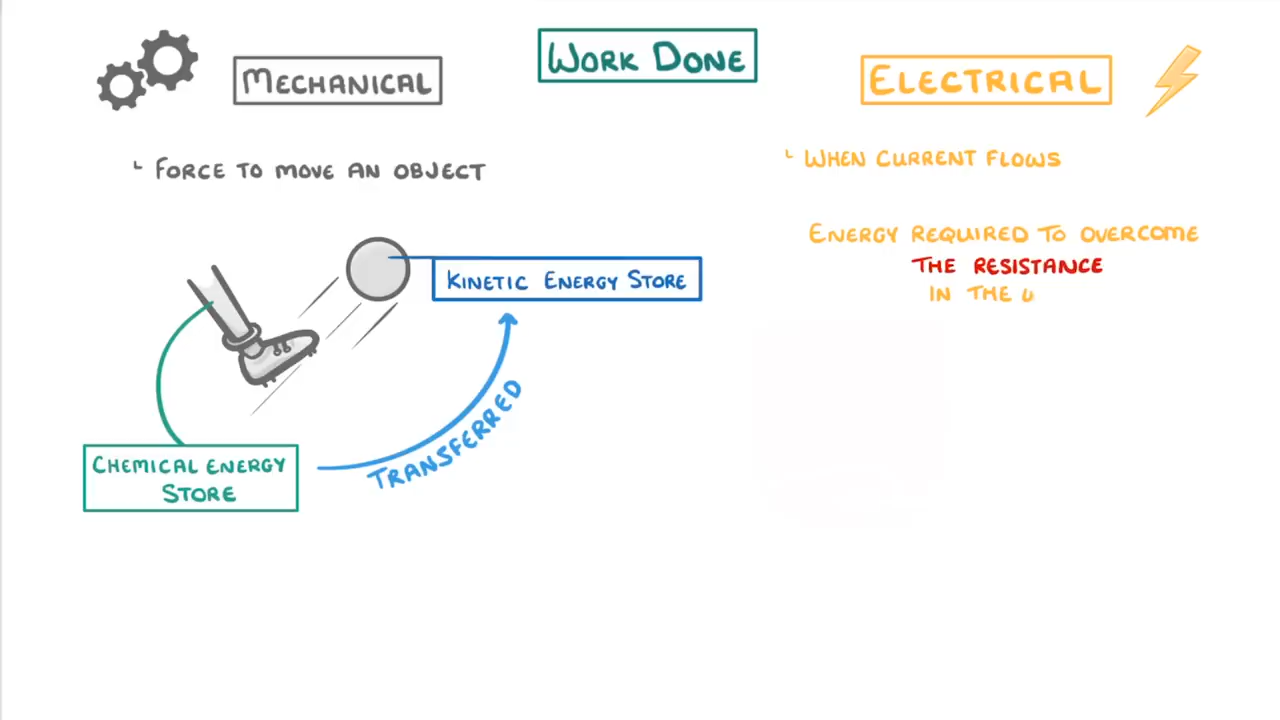 WORK DONE
MECHANICAL
FORCE TO MOVE AN OBJECT
KINETIC ENERGY STORE
TRANSFERRED
CHEMICAL ENERGY
STORE
ELECTRICAL
WHEN CURRENT FLOWS
ENERGY REQUIRED TO OVERCOME
THE RESISTANCE
IN THE